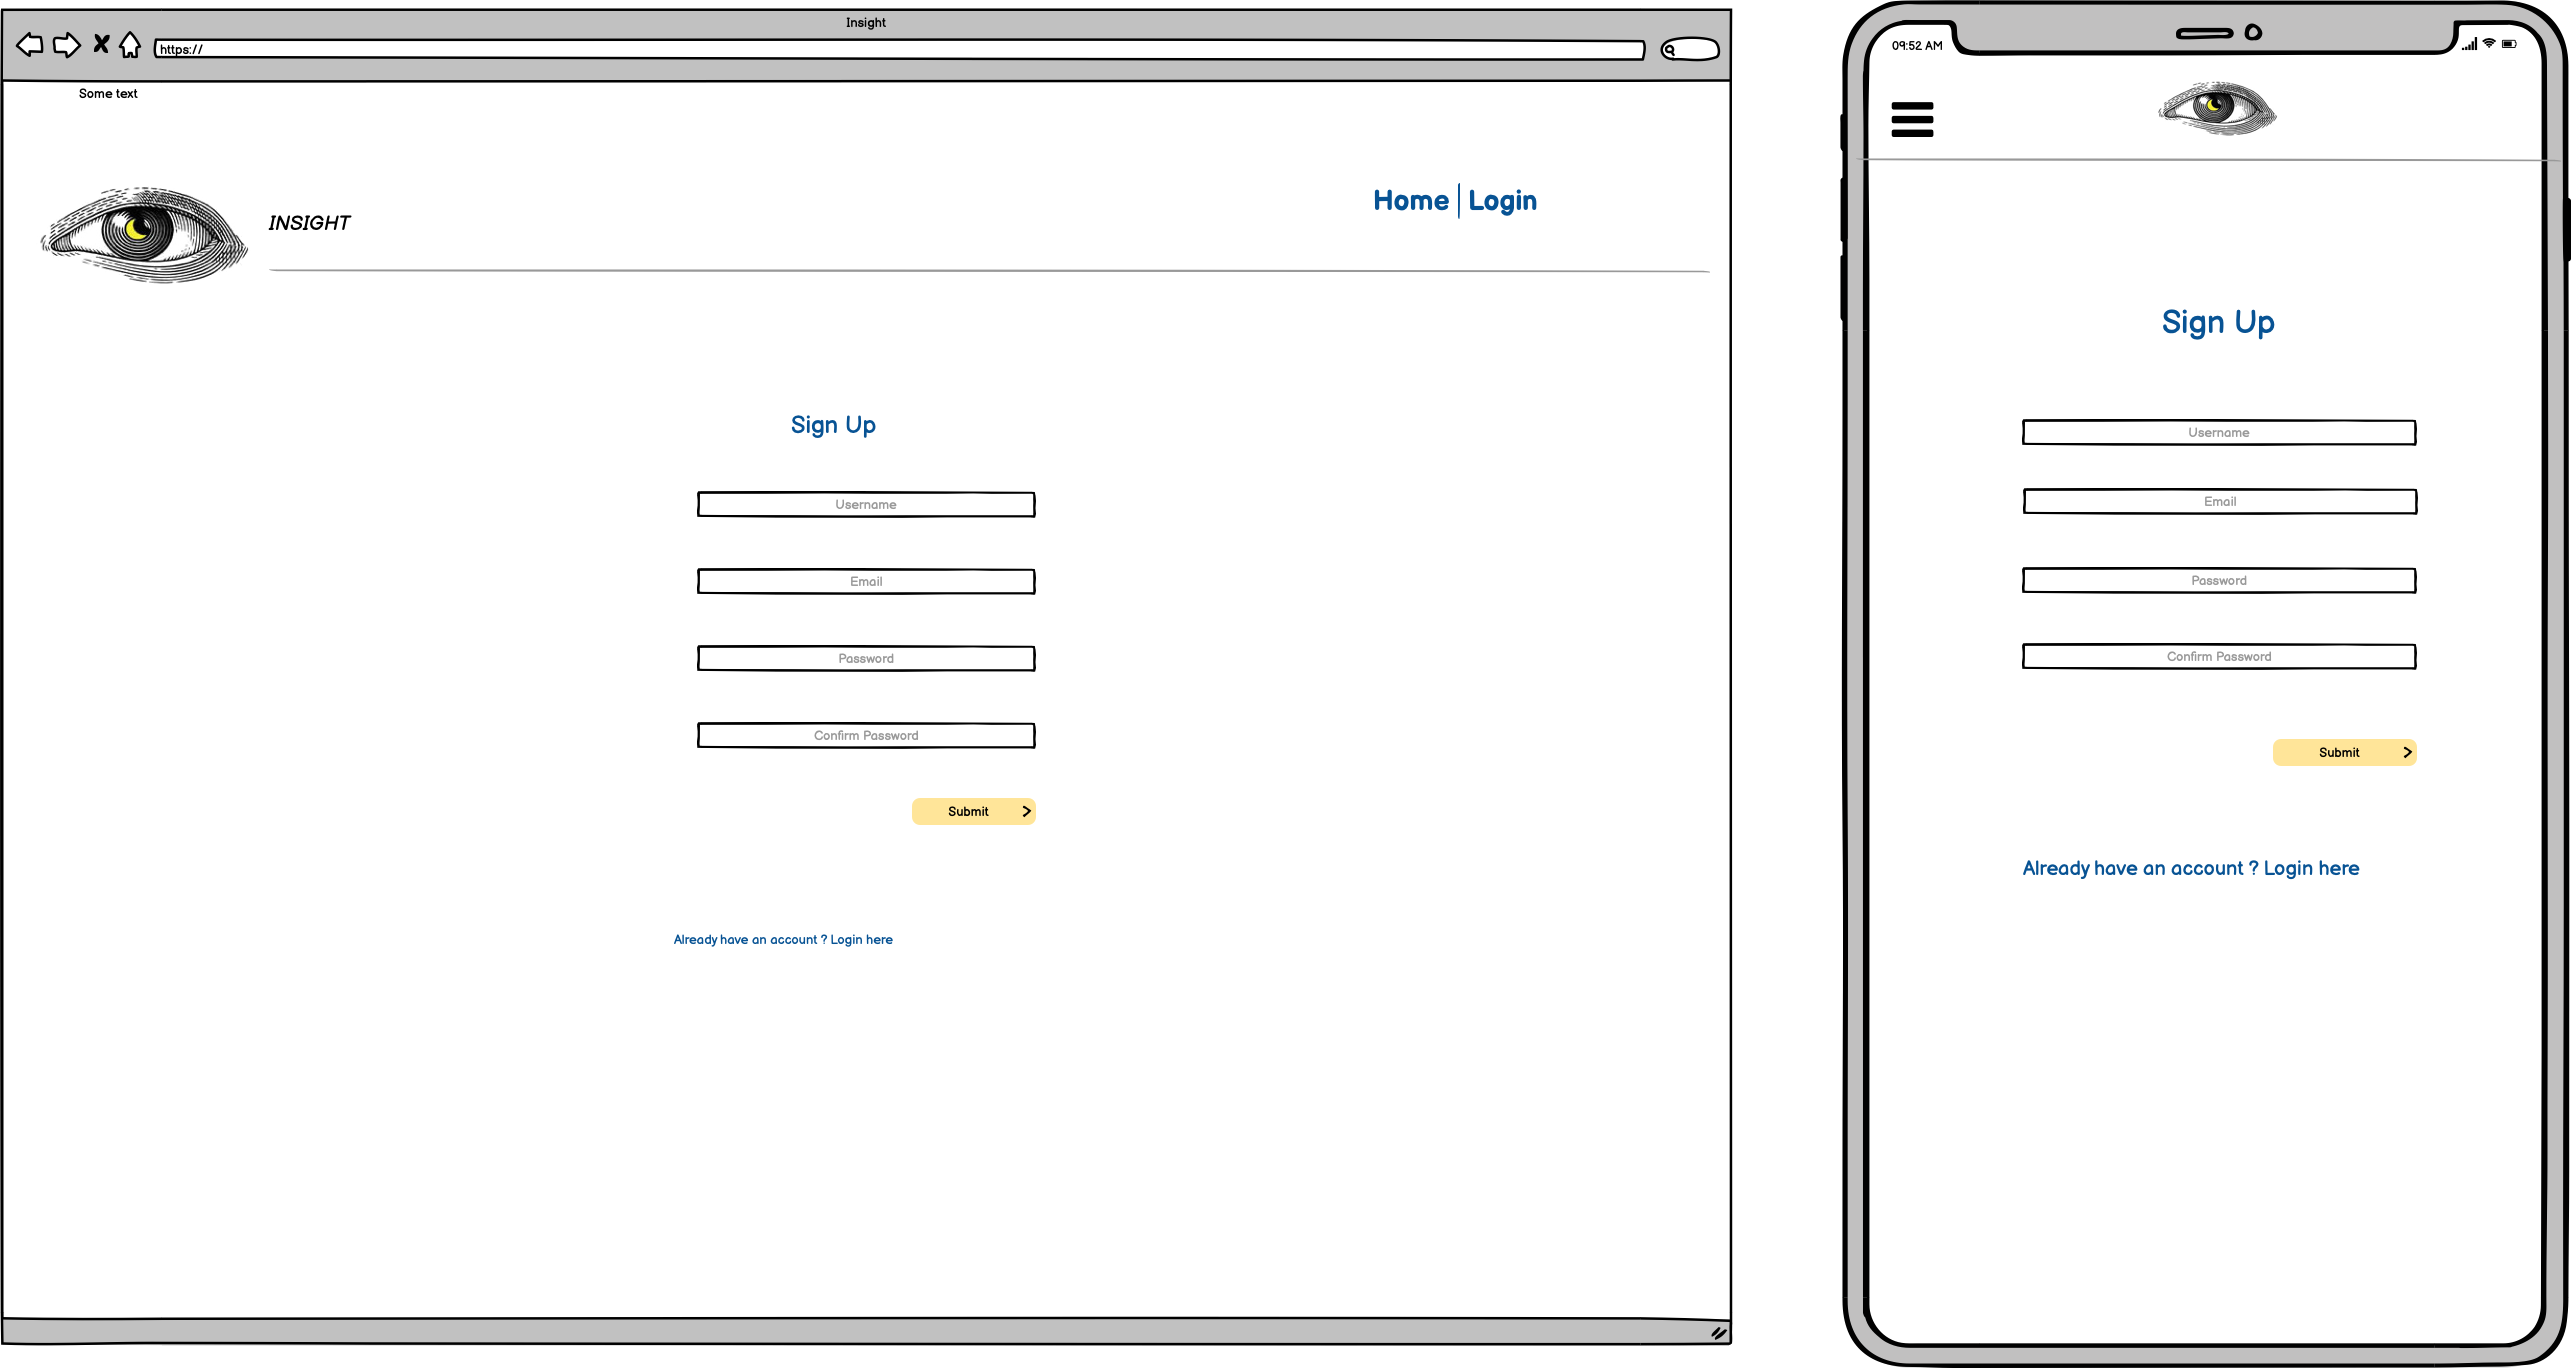 Insight
https://
Some text
INSIGHT
Home Login
Sign Up
Username
Email
Password
Confirm Password
Submit >
Already have an account ? Login here
09:52 AM
Sign Up
Username
Email
Password
Confirm Password
Submit >
Already have an account ? Login here